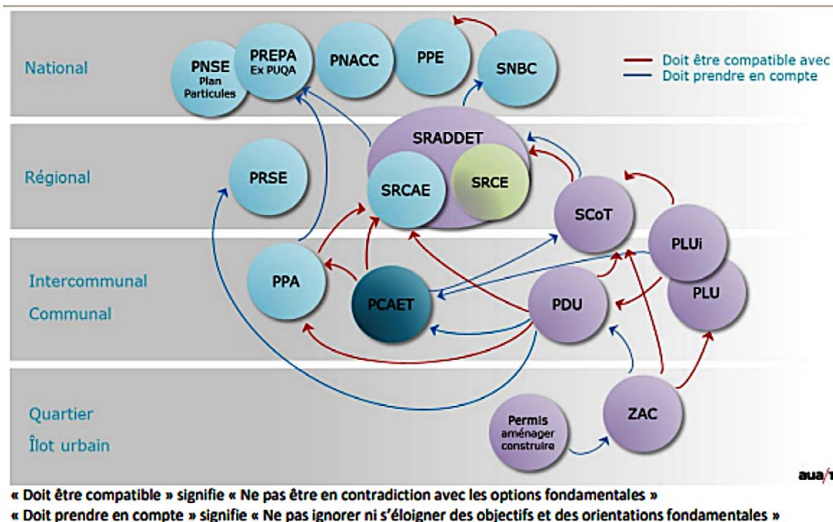 National
PNSE
Plan
Particules
PREPA
Ex PUQA
PNACC
PPE
SNBC
Doit être compatible avec
Doit prendre en compte
Régional
PRSE
SRADDET
SRCAE
SRCE
SCoT
Intercommunal
Communal
PPA
PCAET
PDU
PLUi
PLU
Quartier
Îlot urbain
Permis
aménager
construire
ZAC
« Doit être compatible » signifie « Ne pas être en contradiction avec les options fondamentales »
« Doit prendre en compte » signifie « Ne pas ignorer ni s'éloigner des objectifs et des orientations fondamentales »